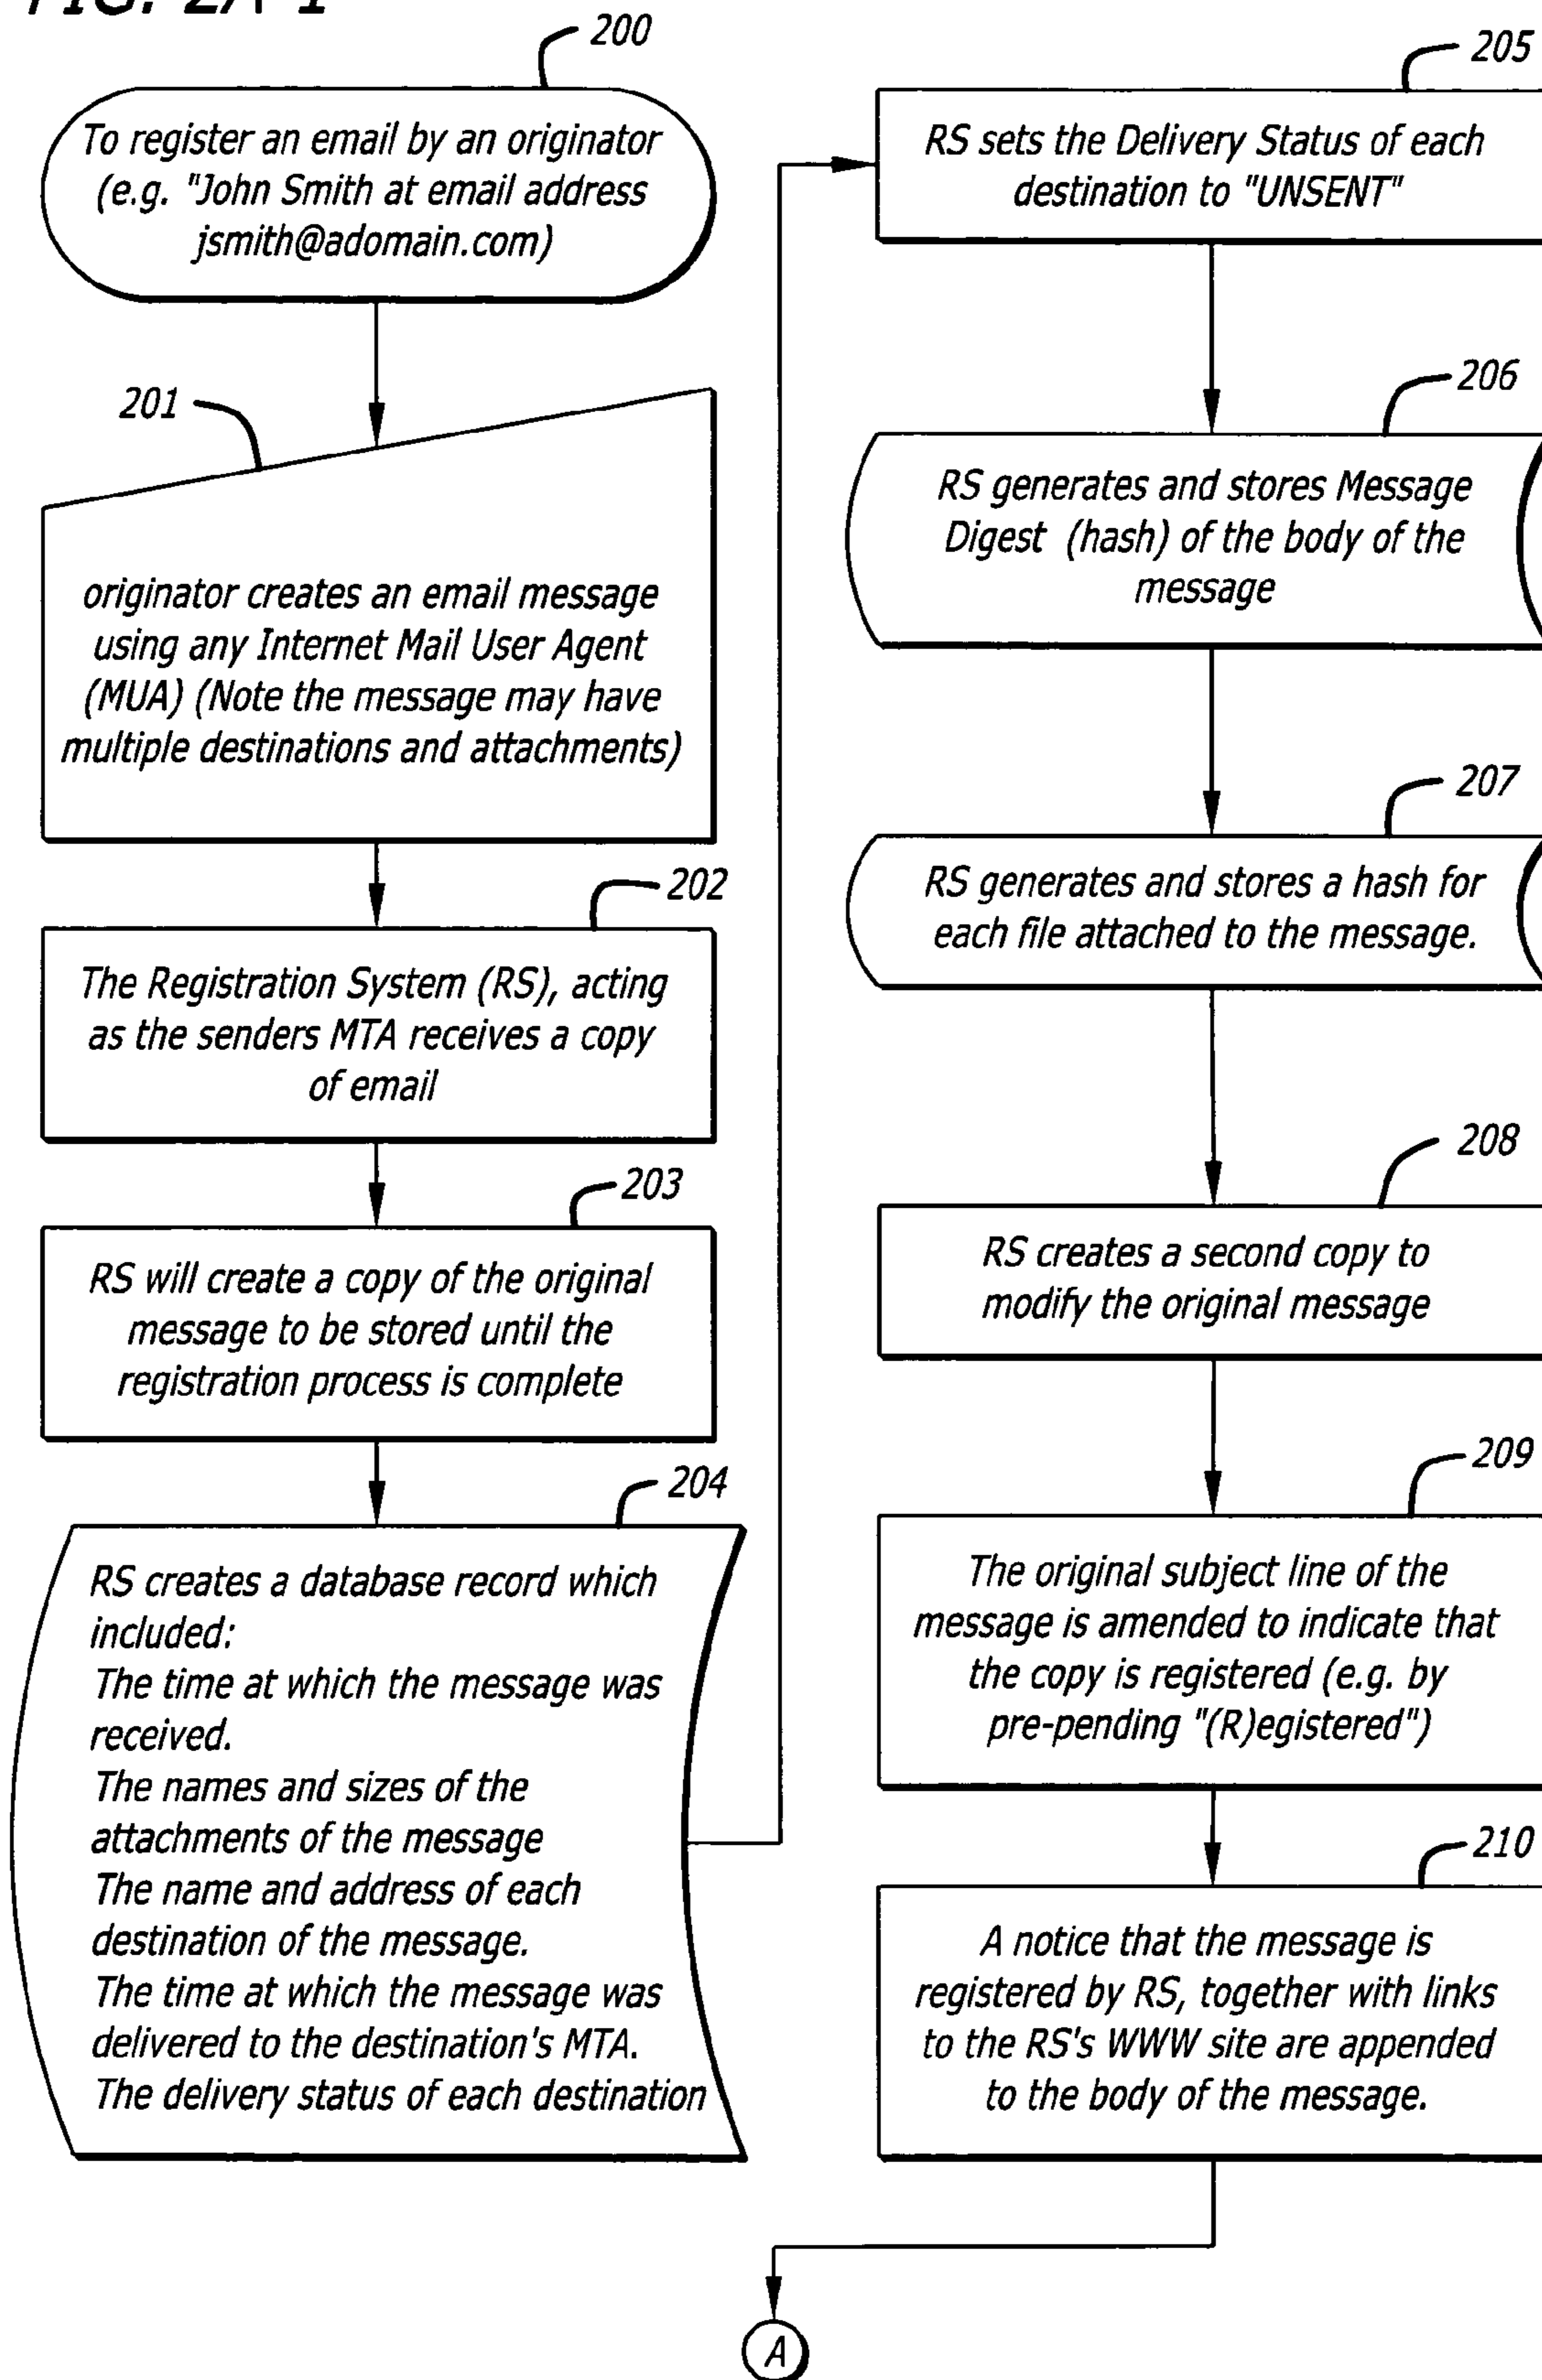 FIG. 2A-1
200
To register an email by an originator
(e.g. "John Smith at email address
jsmith@adomain.com)
201
originator creates an email message
using any Internet Mail User Agent
(MUA) (Note the message may have
multiple destinations and attachments)
202
The Registration System (RS), acting
as the senders MTA receives a copy
of email
203
RS will create a copy of the original
message to be stored until the
registration process is complete
204
RS creates a database record which
included:
The time at which the message was
received.
The names and sizes of the
attachments of the message
The name and address of each
destination of the message.
The time at which the message was
delivered to the destination's MTA.
The delivery status of each destination
205
RS sets the Delivery Status of each
destination to "UNSENT"
206
RS generates and stores Message
Digest (hash) of the body of the
message
207
RS generates and stores a hash for
each file attached to the message.
208
RS creates a second copy to
modify the original message
209
The original subject line of the
message is amended to indicate that
the copy is registered (e.g. by
pre-pending "(R)egistered")
210
A notice that the message is
registered by RS, together with links
to the RS's WWW site are appended
to the body of the message.
A